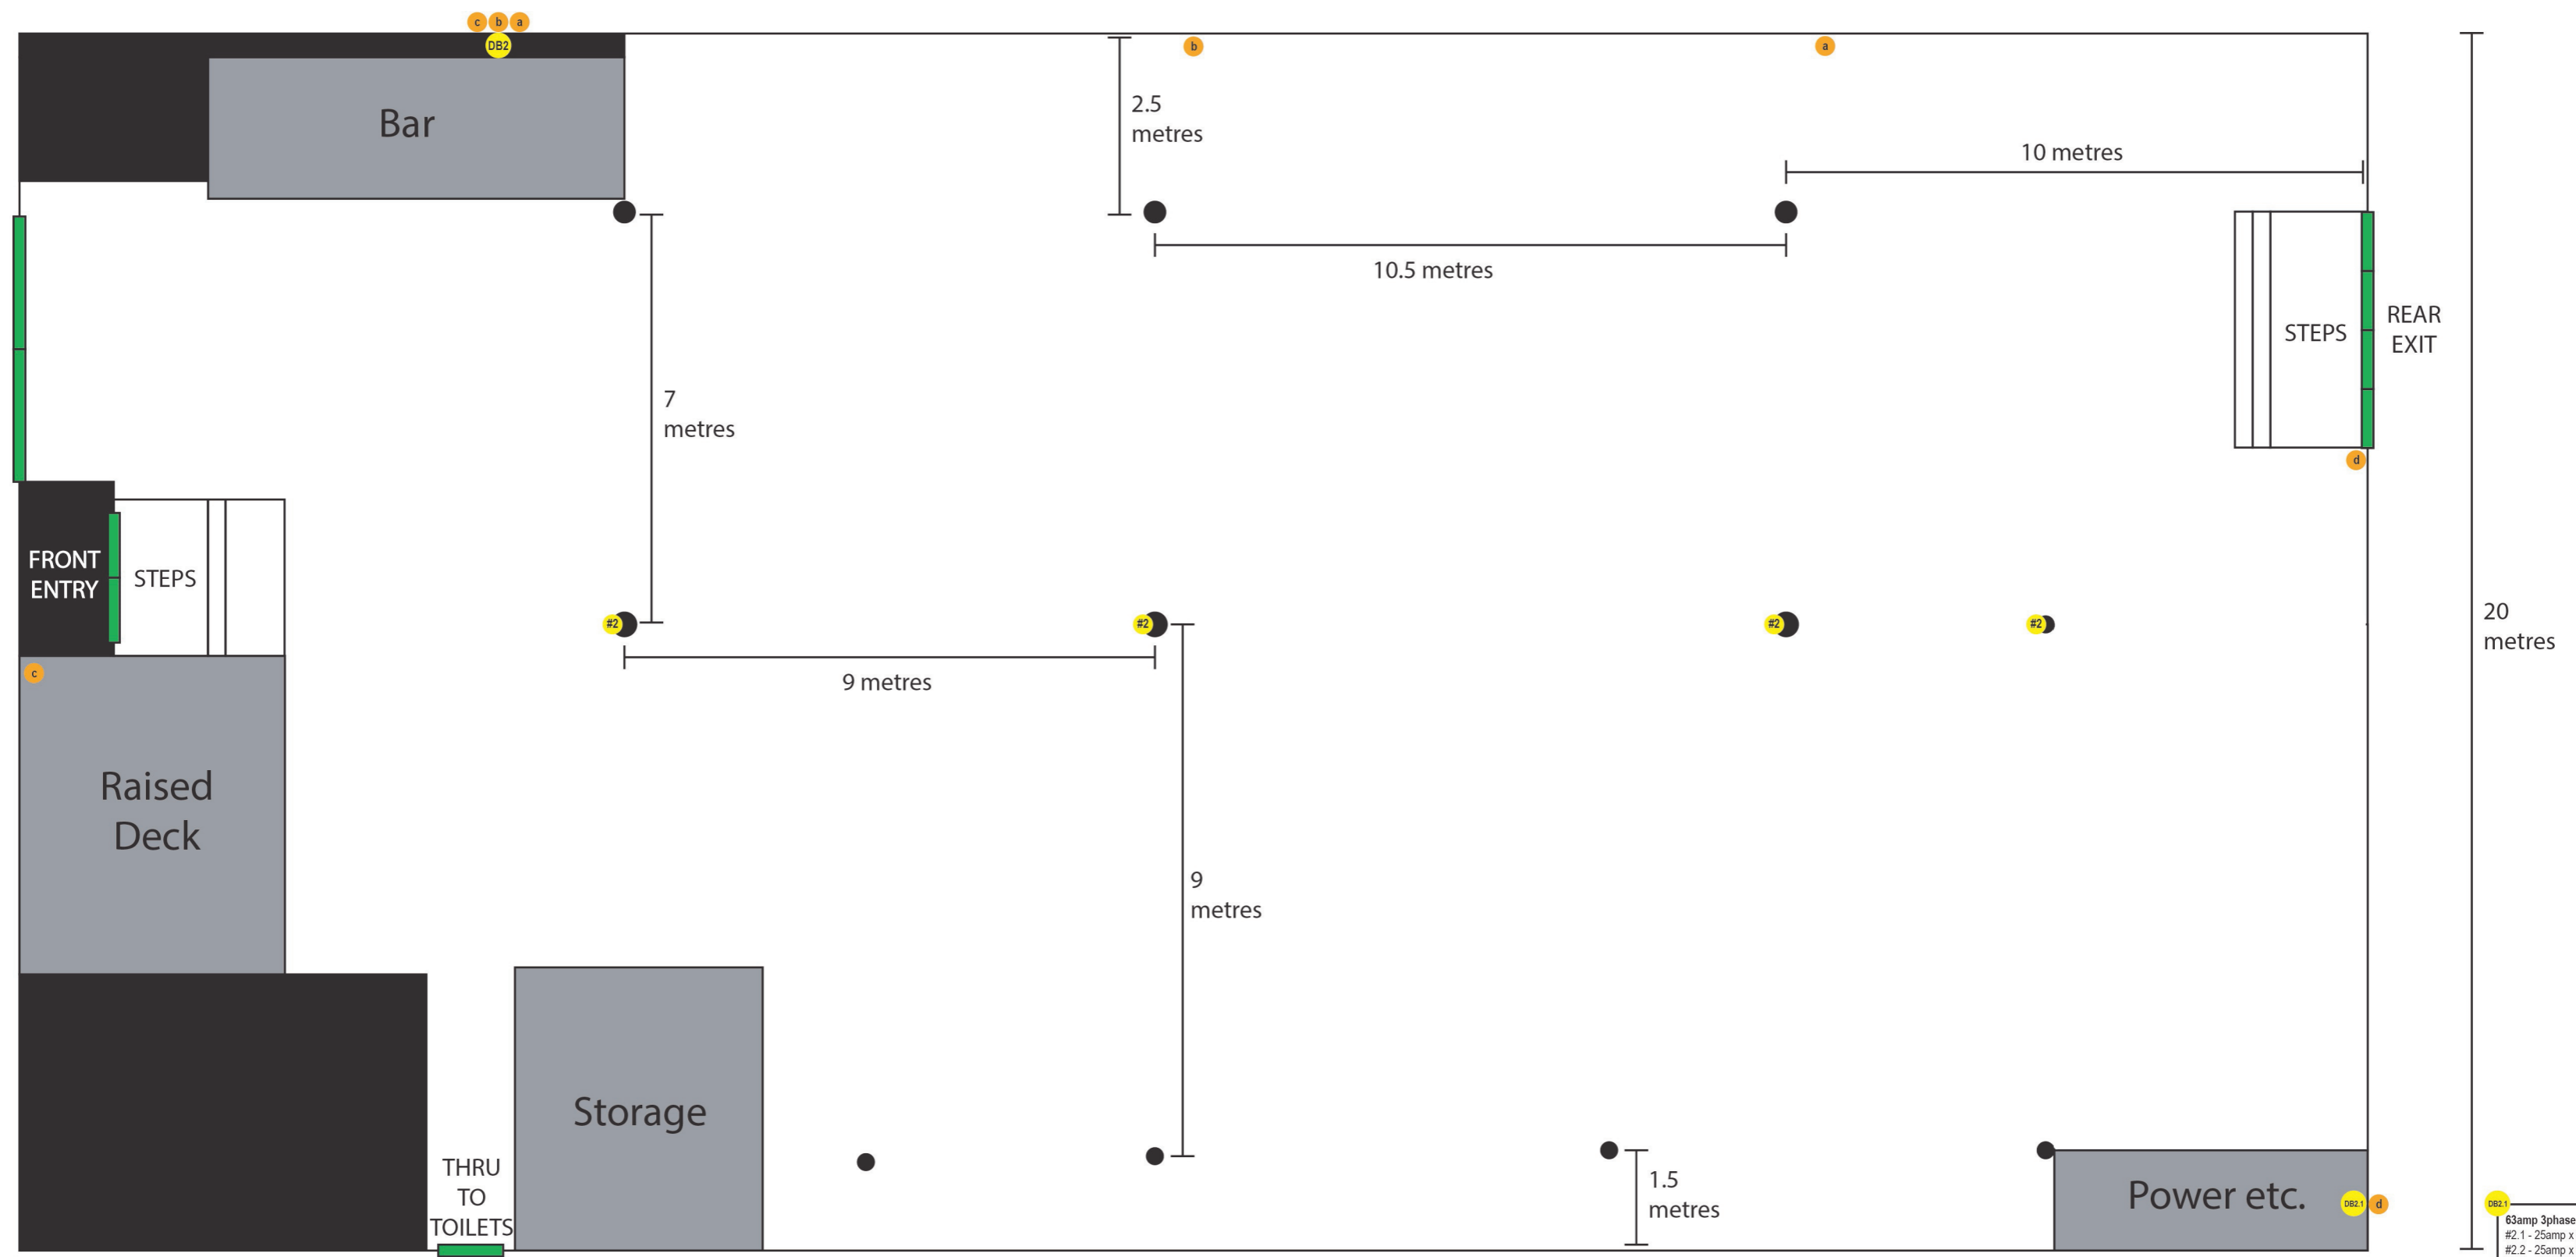 c b a
DB2
b
a
Bar
2.5
metres
10 metres
10.5 metres
STEPS
REAR
EXIT
7
metres
d
FRONT
ENTRY
STEPS
#2
#2
#2
#2
20
metres
c
9 metres
Raised
Deck
9
metres
Storage
THRU
TO
TOILETS
1.5
metres
Power etc.
DB2.1
d
DB2.1
63amp 3phase
#2.1 - 25amp x
#2.2 - 25amp x